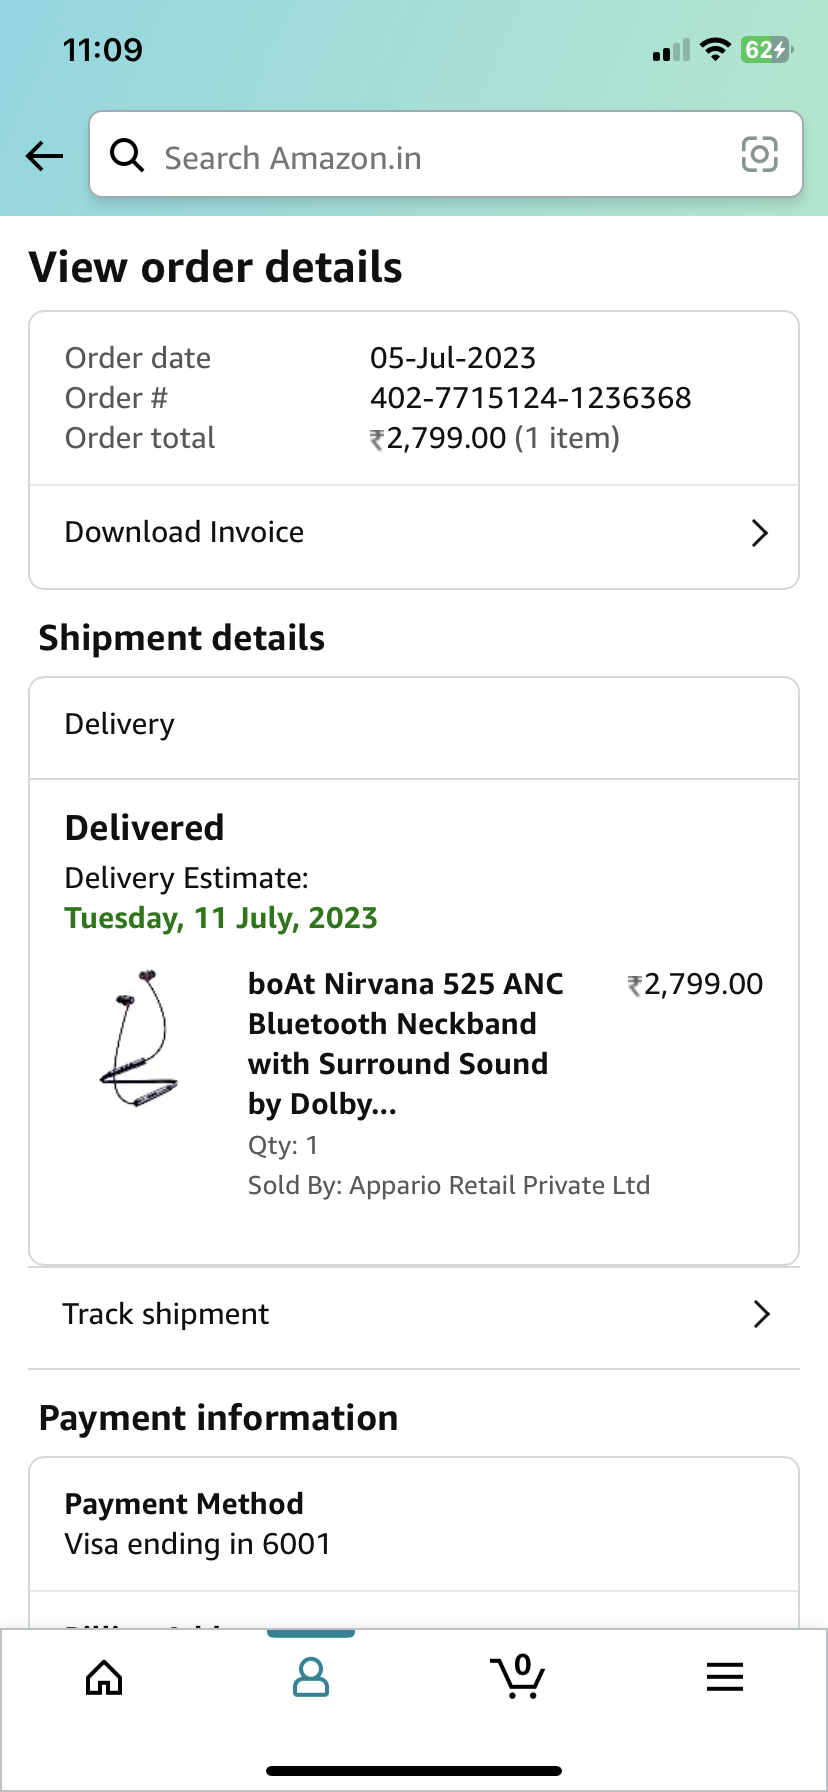 11:09
62
Search Amazon.in
View order details
Order date 05-Jul-2023
Order # 402-7715124-1236368
Order total ₹2,799.00 (1 item)
Download Invoice
Shipment details
Delivery
Delivered
Delivery Estimate:
Tuesday, 11 July, 2023
boAt Nirvana 525 ANC ₹2,799.00
Bluetooth Neckband
with Surround Sound
by Dolby...
Qty: 1
Sold By: Appario Retail Private Ltd
Track shipment
Payment information
Payment Method
Visa ending in 6001
0